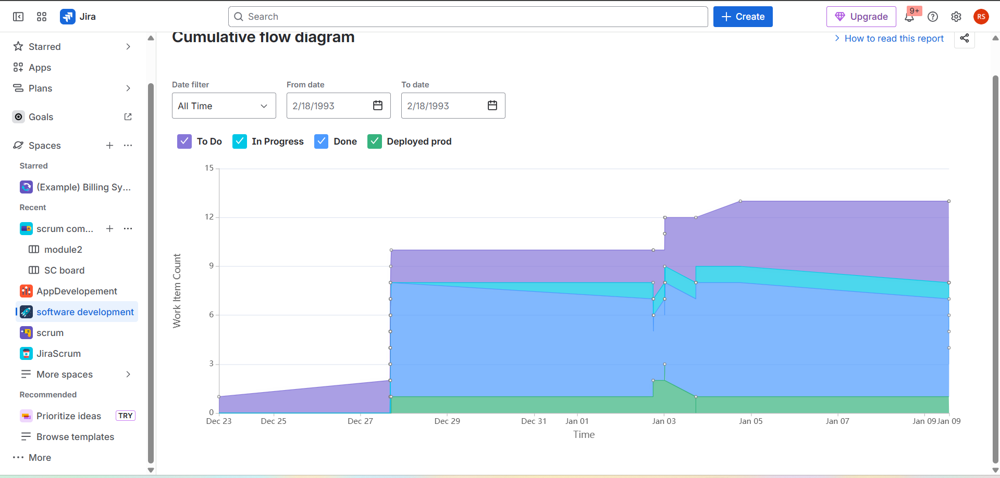 Jira
Search
Create
Upgrade
9+
RS
Starred
Apps
Plans
Goals
Spaces
Starred
(Example) Billing Sy...
Recent
scrum com...
module2
SC board
AppDevelopement
software development
scrum
JiraScrum
More spaces
Recommended
Prioritize ideas TRY
Browse templates
More
Cumulative flow diagram
How to read this report
Date filter From date To date
All Time 2/18/1993 2/18/1993
To Do In Progress Done Deployed prod
Work Item Count
15
12
9
6
3
0
Dec 23 Dec 25 Dec 27 Dec 29 Dec 31 Jan 01 Jan 03 Jan 05 Jan 07 Jan 09 Jan 09
Time